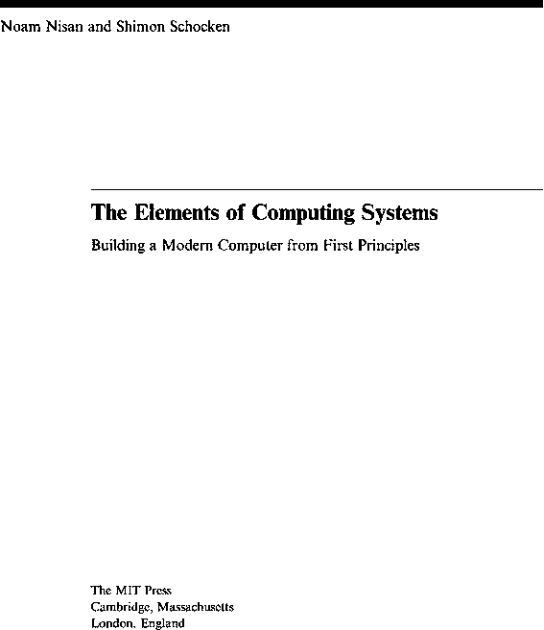 Noam Nisan and Shimon Schocken
The Elements of Computing Systems
Building a Modern Computer from First Principles
The MIT Press
Cambridge, Massachusetts
London, England